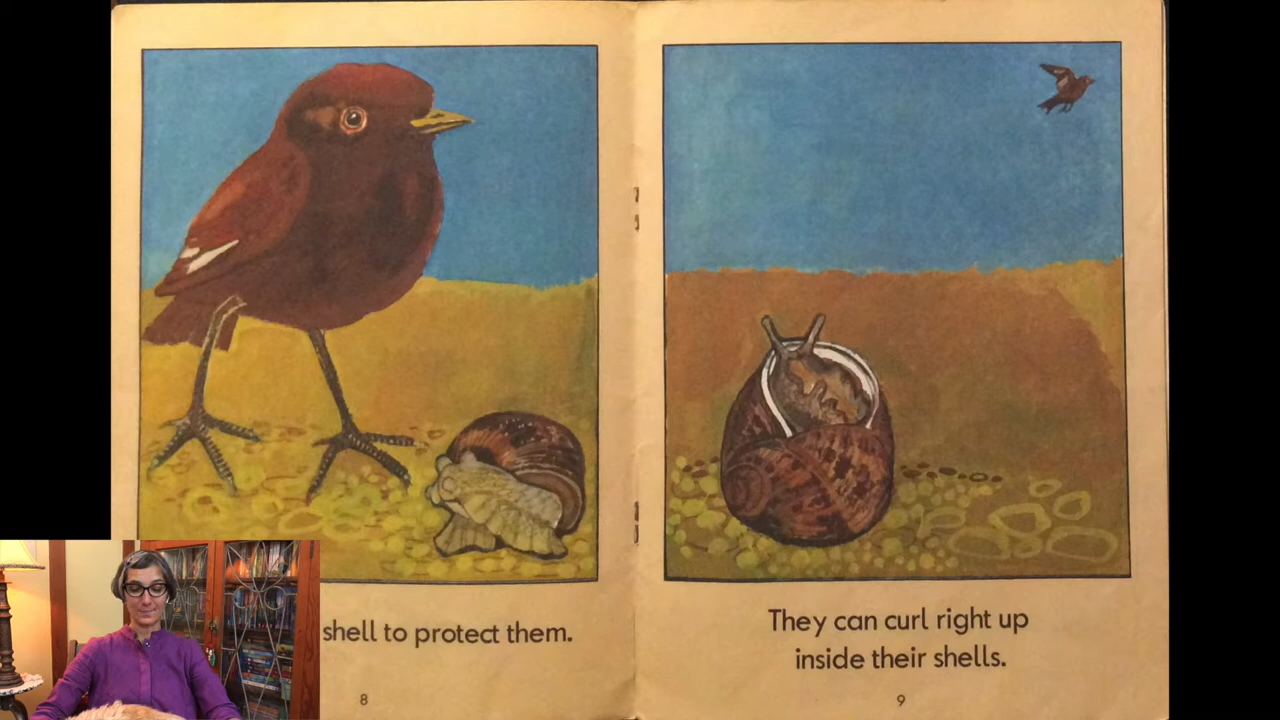 shell to protect them.
8
They can curl right up
inside their shells.
9